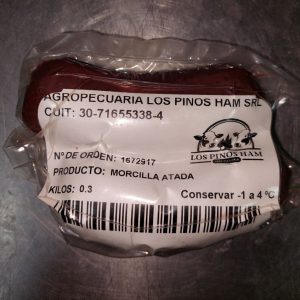 AGROPECUARIA LOS PINOS HAM SRL
CUIT: 30-71655338-4
LOS PINOS HAM
Nº DE ORDEN: 1672917
PRODUCTO: MORCILLA ATADA
KILOS: 0.3
Conservar -1 a 4 ºC